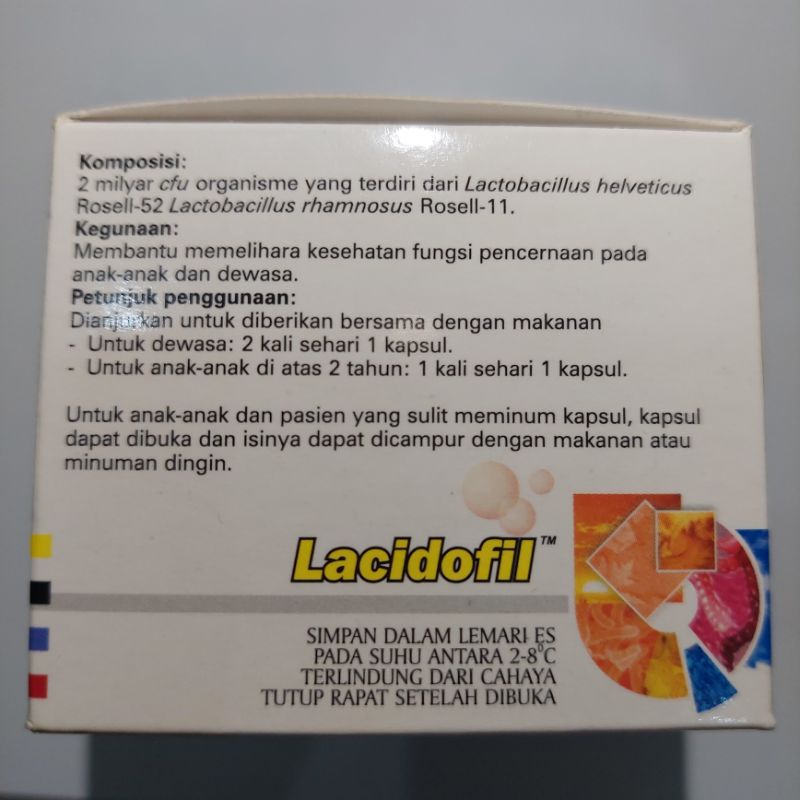 Komposisi:
2 milyar cfu organisme yang terdiri dari Lactobacillus helveticus
Rosell-52 Lactobacillus rhamnosus Rosell-11.
Kegunaan:
Membantu memelihara kesehatan fungsi pencernaan pada
anak-anak dan dewasa.
Petunjuk penggunaan:
Dianjurkan untuk diberikan bersama dengan makanan
- Untuk dewasa: 2 kali sehari 1 kapsul.
- Untuk anak-anak di atas 2 tahun: 1 kali sehari 1 kapsul.
Untuk anak-anak dan pasien yang sulit meminum kapsul, kapsul
dapat dibuka dan isinya dapat dicampur dengan makanan atau
minuman dingin.
Lacidofil™
SIMPAN DALAM LEMARI ES
PADA SUHU ANTARA 2-8°C
TERLINDUNG DARI CAHAYA
TUTUP RAPAT SETELAH DIBUKA